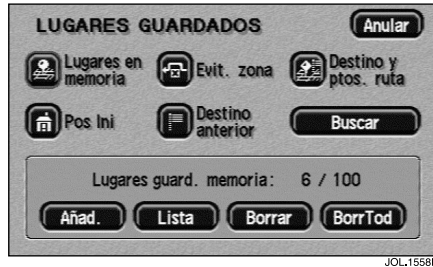 LUGARES GUARDADOS
Anular
Lugares en
memoria
Evit. zona
Destino y
ptos. ruta
Pos Ini
Destino
anterior
Buscar
Lugares guard. memoria: 6 / 100
Añad.
Lista
Borrar
BorrTod
JOL.1558I